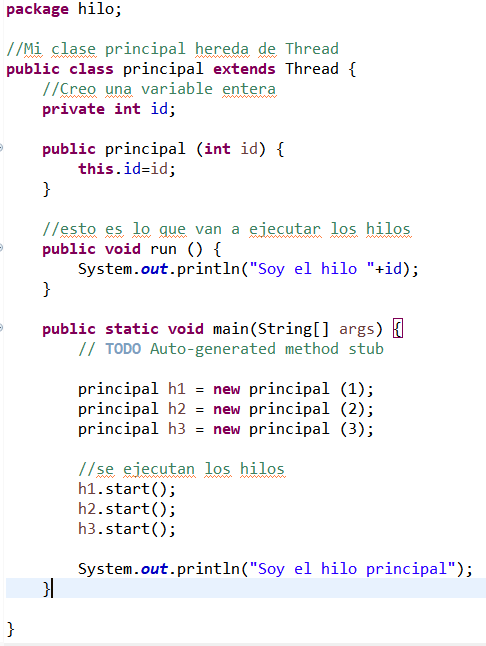 package hilo;
//Mi clase principal hereda de Thread
public class principal extends Thread {
//Creo una variable entera
private int id;
public principal (int id) {
this.id=id;
}
//esto es lo que van a ejecutar los hilos
public void run () {
System.out.println("Soy el hilo "+id);
}
public static void main(String[] args) {
// TODO Auto-generated method stub
principal h1 = new principal (1);
principal h2 = new principal (2);
principal h3 = new principal (3);
//se ejecutan los hilos
h1.start();
h2.start();
h3.start();
System.out.println("Soy el hilo principal");
}
}